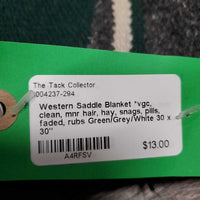 The Tack Collector
0004237-294
Western Saddle Blanket *vgc,
clean, mnr hair, hay, snags, pills,
faded, rubs Green/Grey/White 30 x
30"
$13.00
A4RFSV